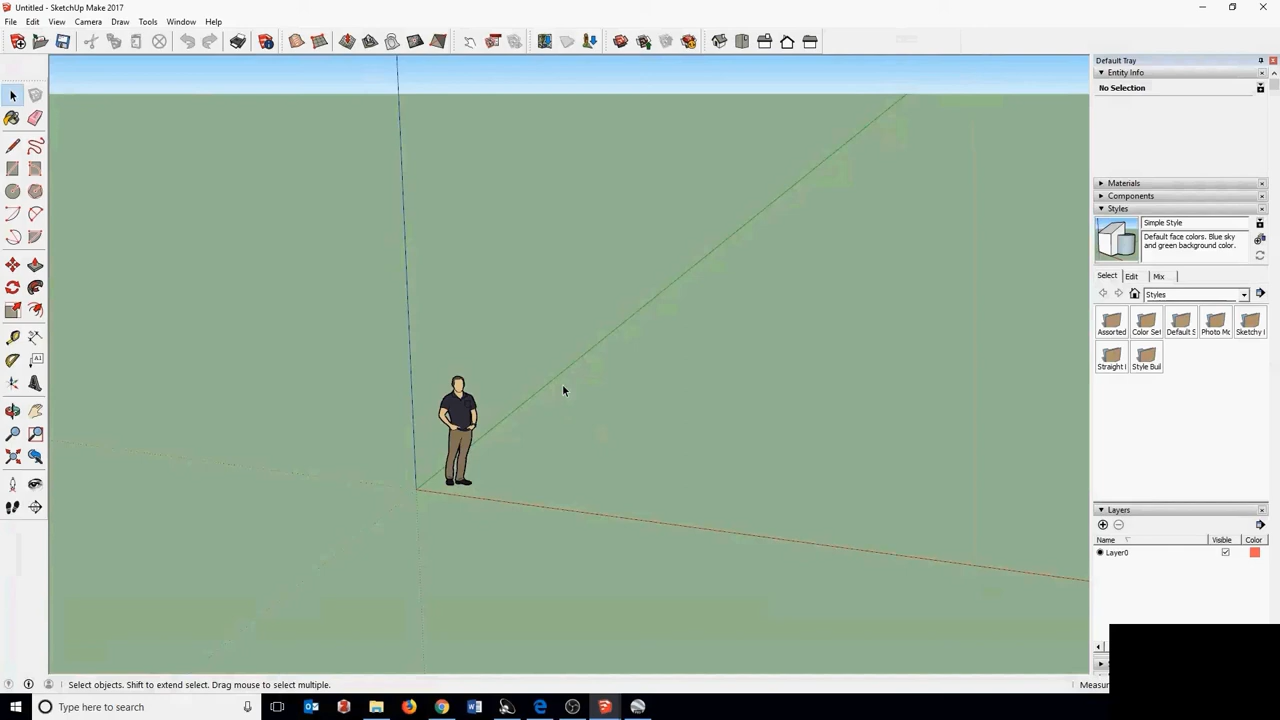 Untitled - SketchUp Make 2017
File Edit View Camera Draw Tools Window Help
Default Tray
Entity Info
No Selection
Materials
Components
Styles
Simple Style
Default face colors. Blue sky
and green background color.
Select Edit Mix
Styles
Assorted Color Set Default S Photo Mo Sketchy I
Straight I Style Buil
Layers
Name Visible Color
Layer0
A1
Select objects. Shift to extend select. Drag mouse to select multiple.
Measur
Type here to search